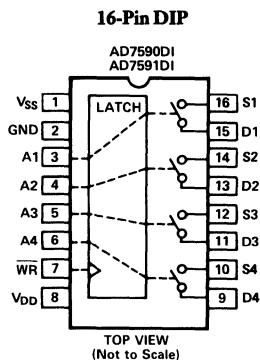 16-Pin DIP
AD7590DI
AD7591DI
LATCH
VSS 1
GND 2
A1 3
A2 4
A3 5
A4 6
W̅R̅ 7
VDD 8
16 S1
15 D1
14 S2
13 D2
12 S3
11 D3
10 S4
9 D4
TOP VIEW
(Not to Scale)